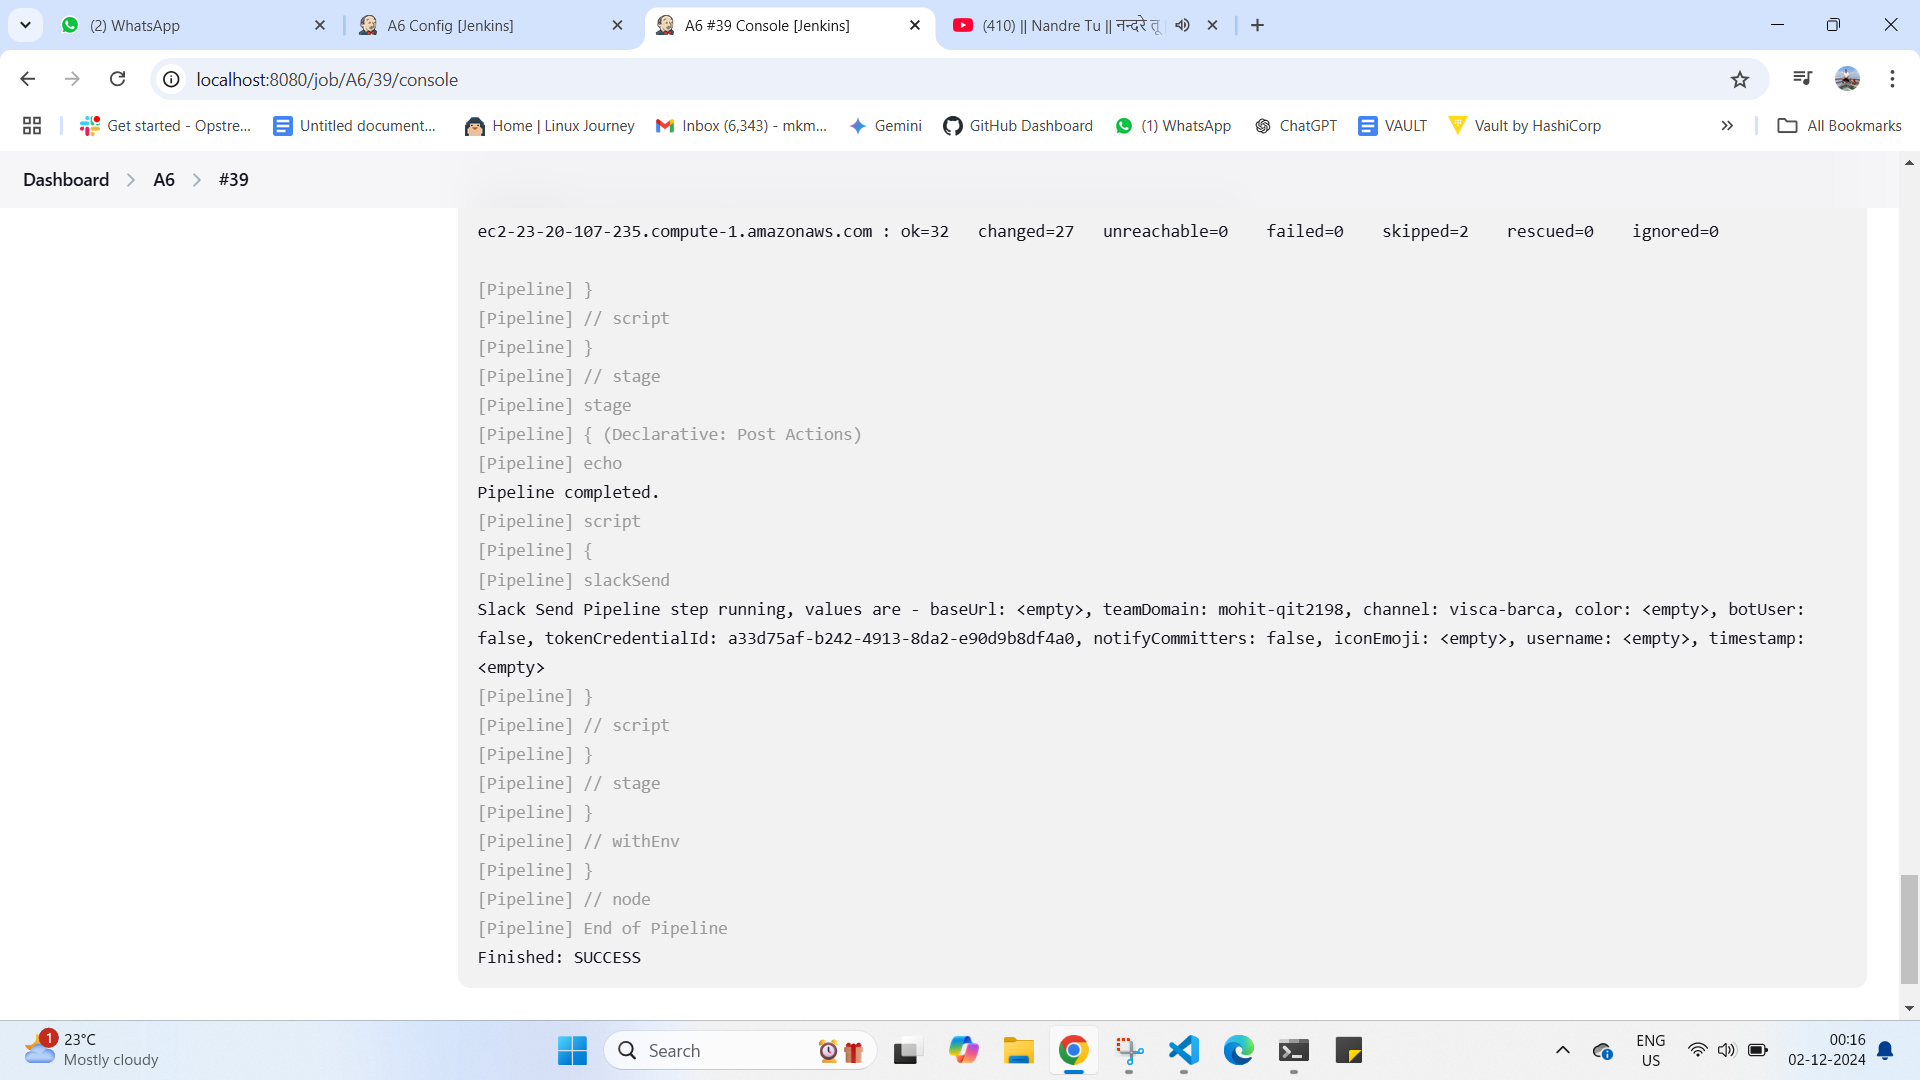 (2) WhatsApp
A6 Config [Jenkins]
A6 #39 Console [Jenkins]
(410) || Nandre Tu || नन्दरे तू
localhost:8080/job/A6/39/console
Get started - Opstre...
Untitled document...
Home | Linux Journey
Inbox (6,343) - mkm...
Gemini
GitHub Dashboard
(1) WhatsApp
ChatGPT
VAULT
Vault by HashiCorp
All Bookmarks
Dashboard
A6
#39
ec2-23-20-107-235.compute-1.amazonaws.com : ok=32   changed=27   unreachable=0    failed=0    skipped=2    rescued=0    ignored=0
[Pipeline] }
[Pipeline] // script
[Pipeline] }
[Pipeline] // stage
[Pipeline] stage
[Pipeline] { (Declarative: Post Actions)
[Pipeline] echo
Pipeline completed.
[Pipeline] script
[Pipeline] {
[Pipeline] slackSend
Slack Send Pipeline step running, values are - baseUrl: <empty>, teamDomain: mohit-qit2198, channel: visca-barca, color: <empty>, botUser:
false, tokenCredentialId: a33d75af-b242-4913-8da2-e90d9b8df4a0, notifyCommitters: false, iconEmoji: <empty>, username: <empty>, timestamp:
<empty>
[Pipeline] }
[Pipeline] // script
[Pipeline] }
[Pipeline] // stage
[Pipeline] }
[Pipeline] // withEnv
[Pipeline] }
[Pipeline] // node
[Pipeline] End of Pipeline
Finished: SUCCESS
1
23°C
Mostly cloudy
Search
ENG
US
00:16
02-12-2024